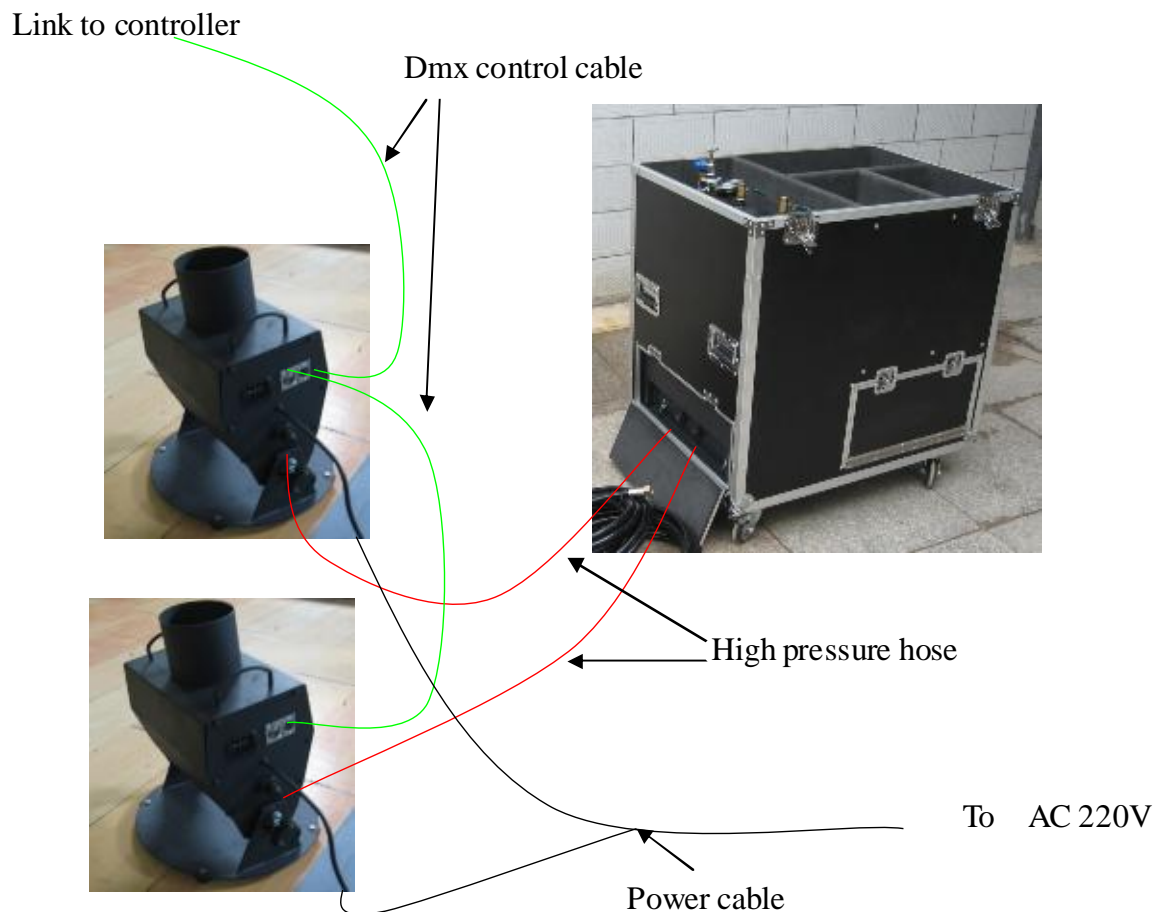 Link to controller
Dmx control cable
High pressure hose
To AC 220V
Power cable